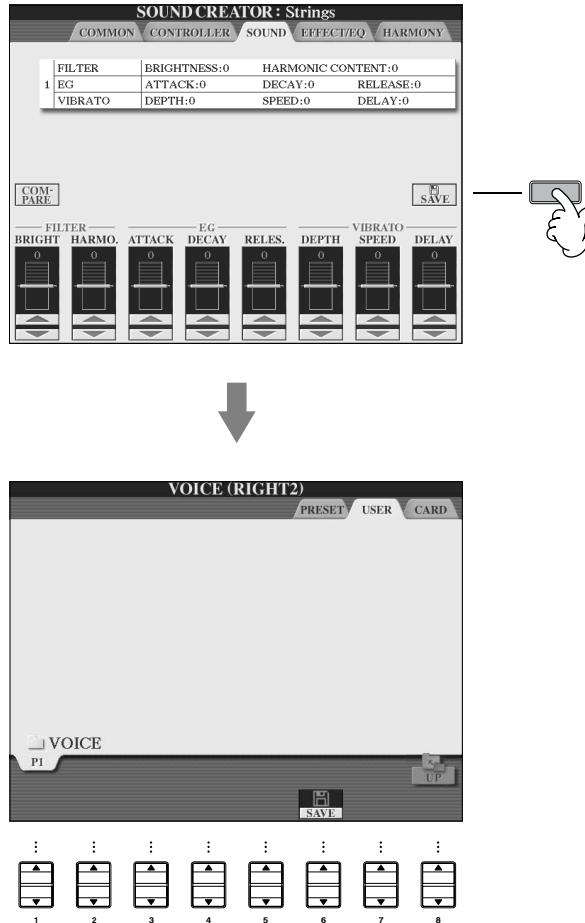 SOUND CREATOR : Strings
COMMON CONTROLLER SOUND EFFECT/EQ HARMONY
FILTER BRIGHTNESS:0 HARMONIC CONTENT:0
1 EG ATTACK:0 DECAY:0 RELEASE:0
VIBRATO DEPTH:0 SPEED:0 DELAY:0
COM-
PARE
SAVE
FILTER EG VIBRATO
BRIGHT HARMO. ATTACK DECAY RELES. DEPTH SPEED DELAY
0 0 0 0 0 0 0 0
VOICE (RIGHT2)
PRESET USER CARD
VOICE
P1
UP
SAVE
1 2 3 4 5 6 7 8